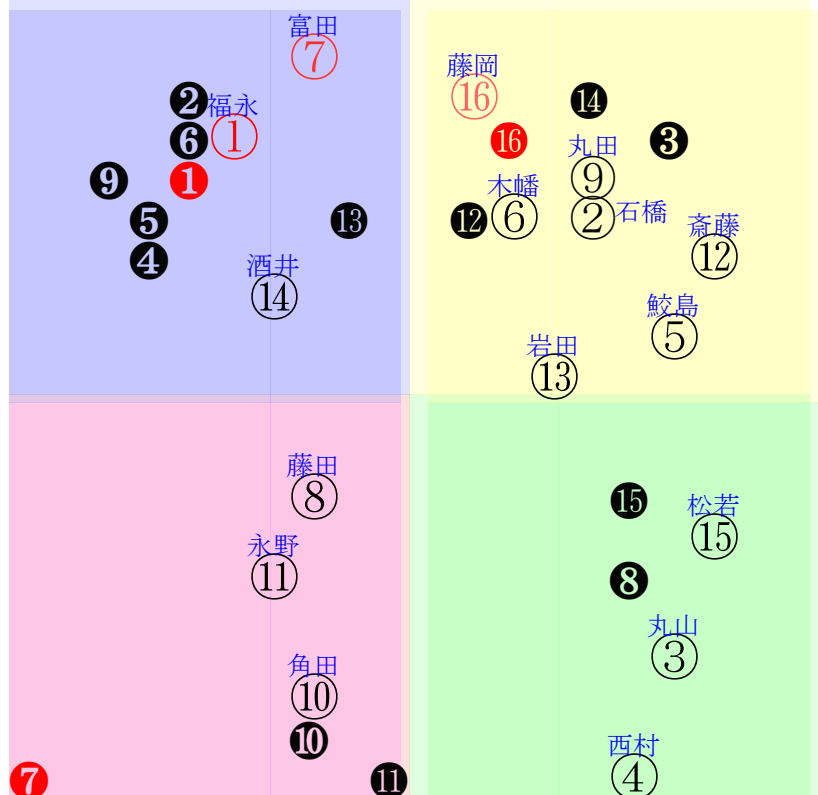 富田
⑦
藤岡
⑯
❷
福永
①
⓮
❻
⓰
丸田
❸
❾
❶
木幡
⑨
❺
⓭
⓬
⑥
②
石橋
斎藤
⑫
❹
酒井
⑭
鮫島
⑤
岩田
⑬
藤田
⑧
⓯
松若
⑮
永野
⑪
❽
丸山
③
角田
⑩
❿
西村
④
❼
⓫